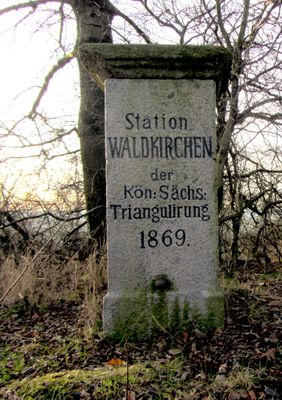 Station
WALDKIRCHEN
der
Kön: Sächs:
Triangulirung
1869.